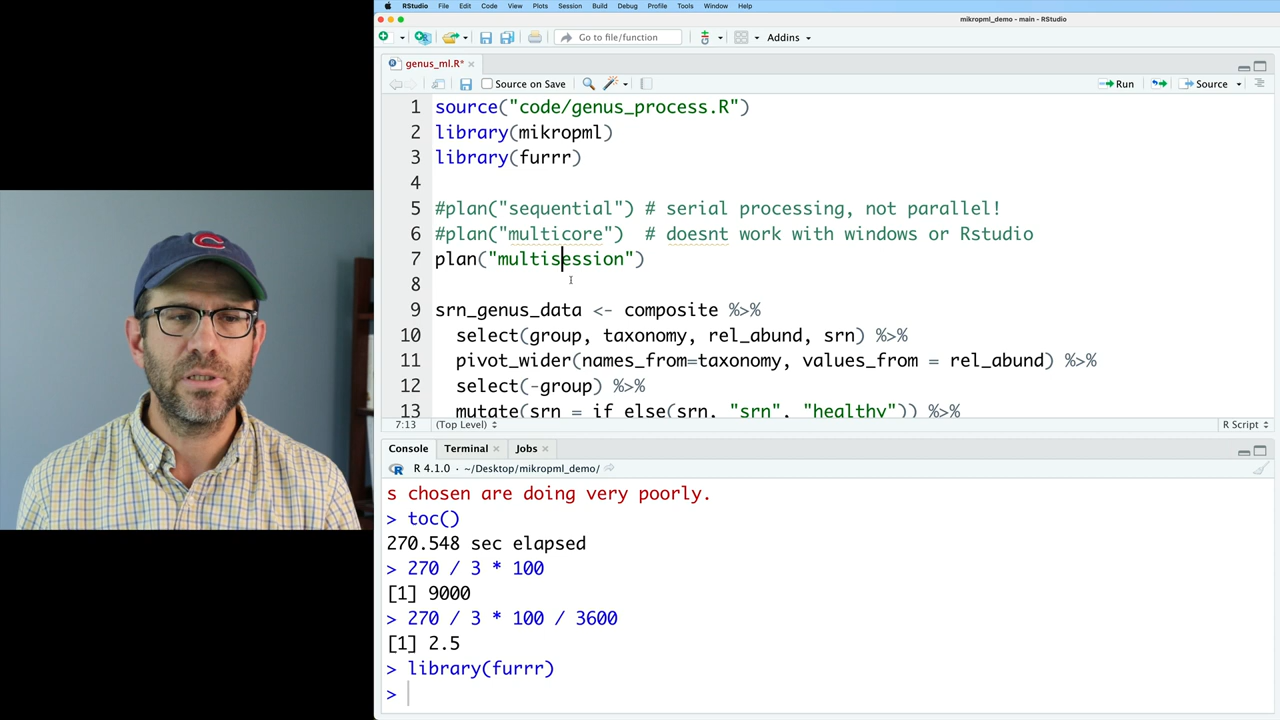 RStudio File Edit Code View Plots Session Build Debug Profile Tools Window Help
mikropml_demo - main - RStudio
Go to file/function Addins
genus_ml.R*
Source on Save Run Source
1 source("code/genus_process.R")
2 library(mikropml)
3 library(furrr)
4
5 #plan("sequential") # serial processing, not parallel!
6 #plan("multicore")  # doesnt work with windows or Rstudio
7 plan("multisession")
8
9 srn_genus_data <- composite %>%
10 select(group, taxonomy, rel_abund, srn) %>%
11 pivot_wider(names_from=taxonomy, values_from = rel_abund) %>%
12 select(-group) %>%
13 mutate(srn = if_else(srn, "srn", "healthy")) %>%
7:13 (Top Level) R Script
Console Terminal Jobs
R 4.1.0 · ~/Desktop/mikropml_demo/
s chosen are doing very poorly.
> toc()
270.548 sec elapsed
> 270 / 3 * 100
[1] 9000
> 270 / 3 * 100 / 3600
[1] 2.5
> library(furrr)
>